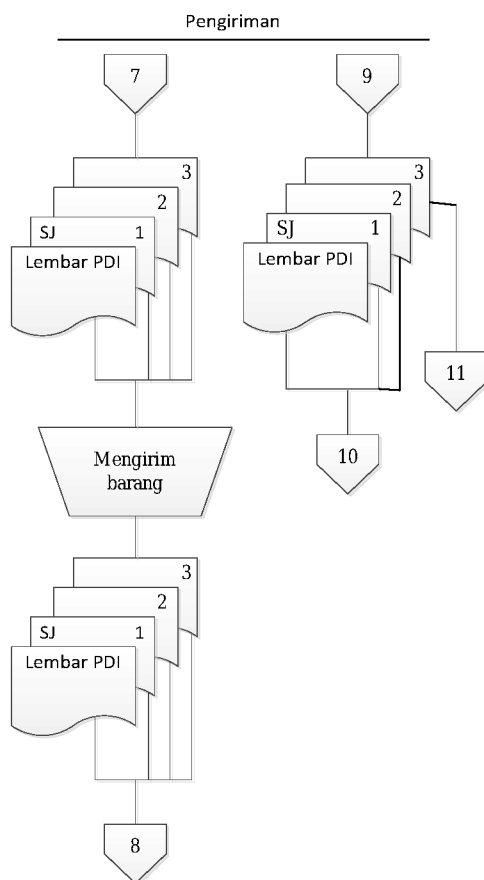 Pengiriman
7
3
2
SJ 1
Lembar PDI
Mengirim
barang
3
2
SJ 1
Lembar PDI
8
9
3
2
SJ 1
Lembar PDI
11
10